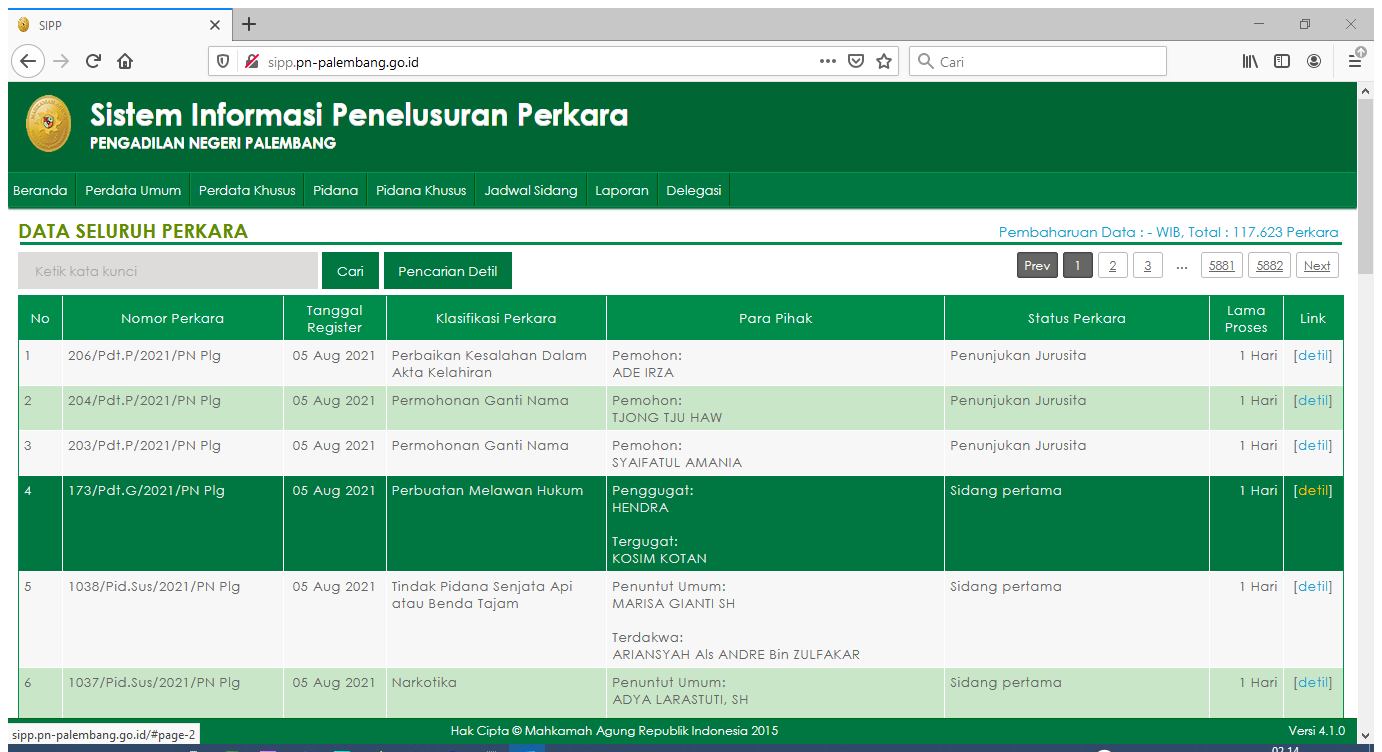 SIPP
sipp.pn-palembang.go.id
Cari
Sistem Informasi Penelusuran Perkara
PENGADILAN NEGERI PALEMBANG
Beranda Perdata Umum Perdata Khusus Pidana Pidana Khusus Jadwal Sidang Laporan Delegasi
DATA SELURUH PERKARA
Pembaharuan Data : - WIB, Total : 117.623 Perkara
Ketik kata kunci Cari Pencarian Detil Prev 1 2 3 ... 5881 5882 Next
No Nomor Perkara Tanggal Register Klasifikasi Perkara Para Pihak Status Perkara Lama Proses Link
1 206/Pdt.P/2021/PN Plg 05 Aug 2021 Perbaikan Kesalahan Dalam Pemohon: Penunjukan Jurusita 1 Hari [detil]
Akta Kelahiran ADE IRZA
2 204/Pdt.P/2021/PN Plg 05 Aug 2021 Permohonan Ganti Nama Pemohon: Penunjukan Jurusita 1 Hari [detil]
TJONG TJU HAW
3 203/Pdt.P/2021/PN Plg 05 Aug 2021 Permohonan Ganti Nama Pemohon: Penunjukan Jurusita 1 Hari [detil]
SYAIFATUL AMANIA
4 173/Pdt.G/2021/PN Plg 05 Aug 2021 Perbuatan Melawan Hukum Penggugat: Sidang pertama 1 Hari [detil]
HENDRA
Tergugat:
KOSIM KOTAN
5 1038/Pid.Sus/2021/PN Plg 05 Aug 2021 Tindak Pidana Senjata Api Penuntut Umum: Sidang pertama 1 Hari [detil]
atau Benda Tajam MARISA GIANTI SH
Terdakwa:
ARIANSYAH Als ANDRE Bin ZULFAKAR
6 1037/Pid.Sus/2021/PN Plg 05 Aug 2021 Narkotika Penuntut Umum: Sidang pertama 1 Hari [detil]
ADYA LARASTUTI, SH
sipp.pn-palembang.go.id/#page-2
Hak Cipta © Mahkamah Agung Republik Indonesia 2015
Versi 4.1.0